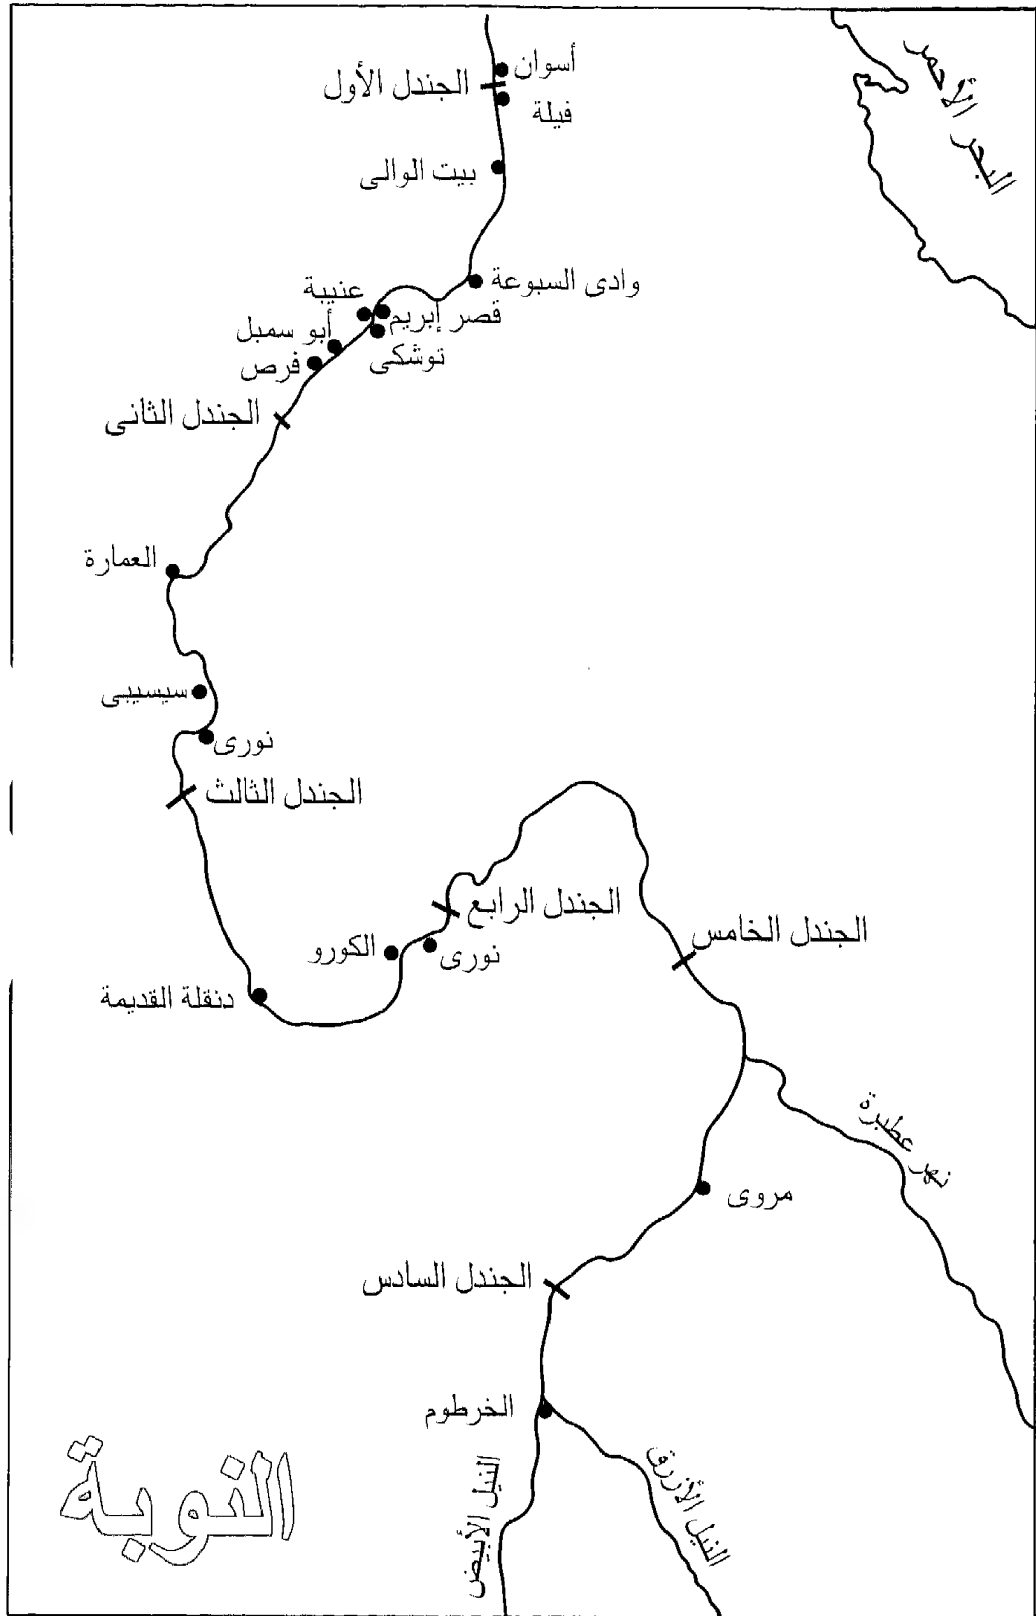 أسوان
الجندل الأول
فيلة
البحر الأحمر
بيت الوالى
وادى السبوعة
عنيبة
قصر إبريم
أبو سمبل
توشكى
فرص
الجندل الثانى
العمارة
سيسيبى
نورى
الجندل الثالث
الجندل الرابع
الجندل الخامس
نورى
الكورو
دنقلة القديمة
نهر عطبرة
مروى
الجندل السادس
الخرطوم
النيل الأزرق
النيل الأبيض
النوبة